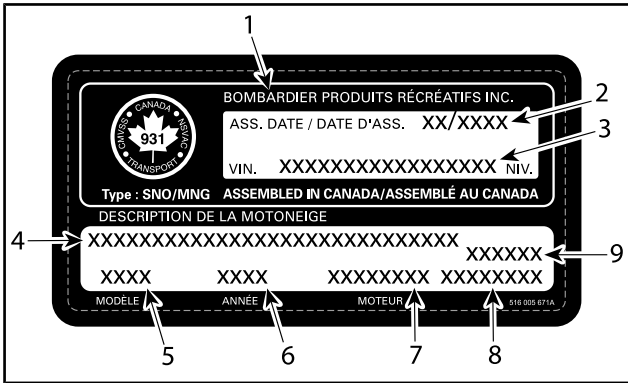 1
BOMBARDIER PRODUITS RÉCRÉATIFS INC.
2
ASS. DATE / DATE D'ASS. XX/XXXX
3
CANADA
CMVSS NSVAC
931
TRANSPORT
VIN. XXXXXXXXXXXXXXXXX NIV.
Type : SNO/MNG ASSEMBLED IN CANADA/ASSEMBLÉ AU CANADA
DESCRIPTION DE LA MOTONEIGE
4
XXXXXXXXXXXXXXXXXXXXXXXXXXXXX
XXXXXX
9
XXXX XXXX XXXXXXXX XXXXXXXX
MODÈLE ANNÉE MOTEUR 516 005 671A
5 6 7 8